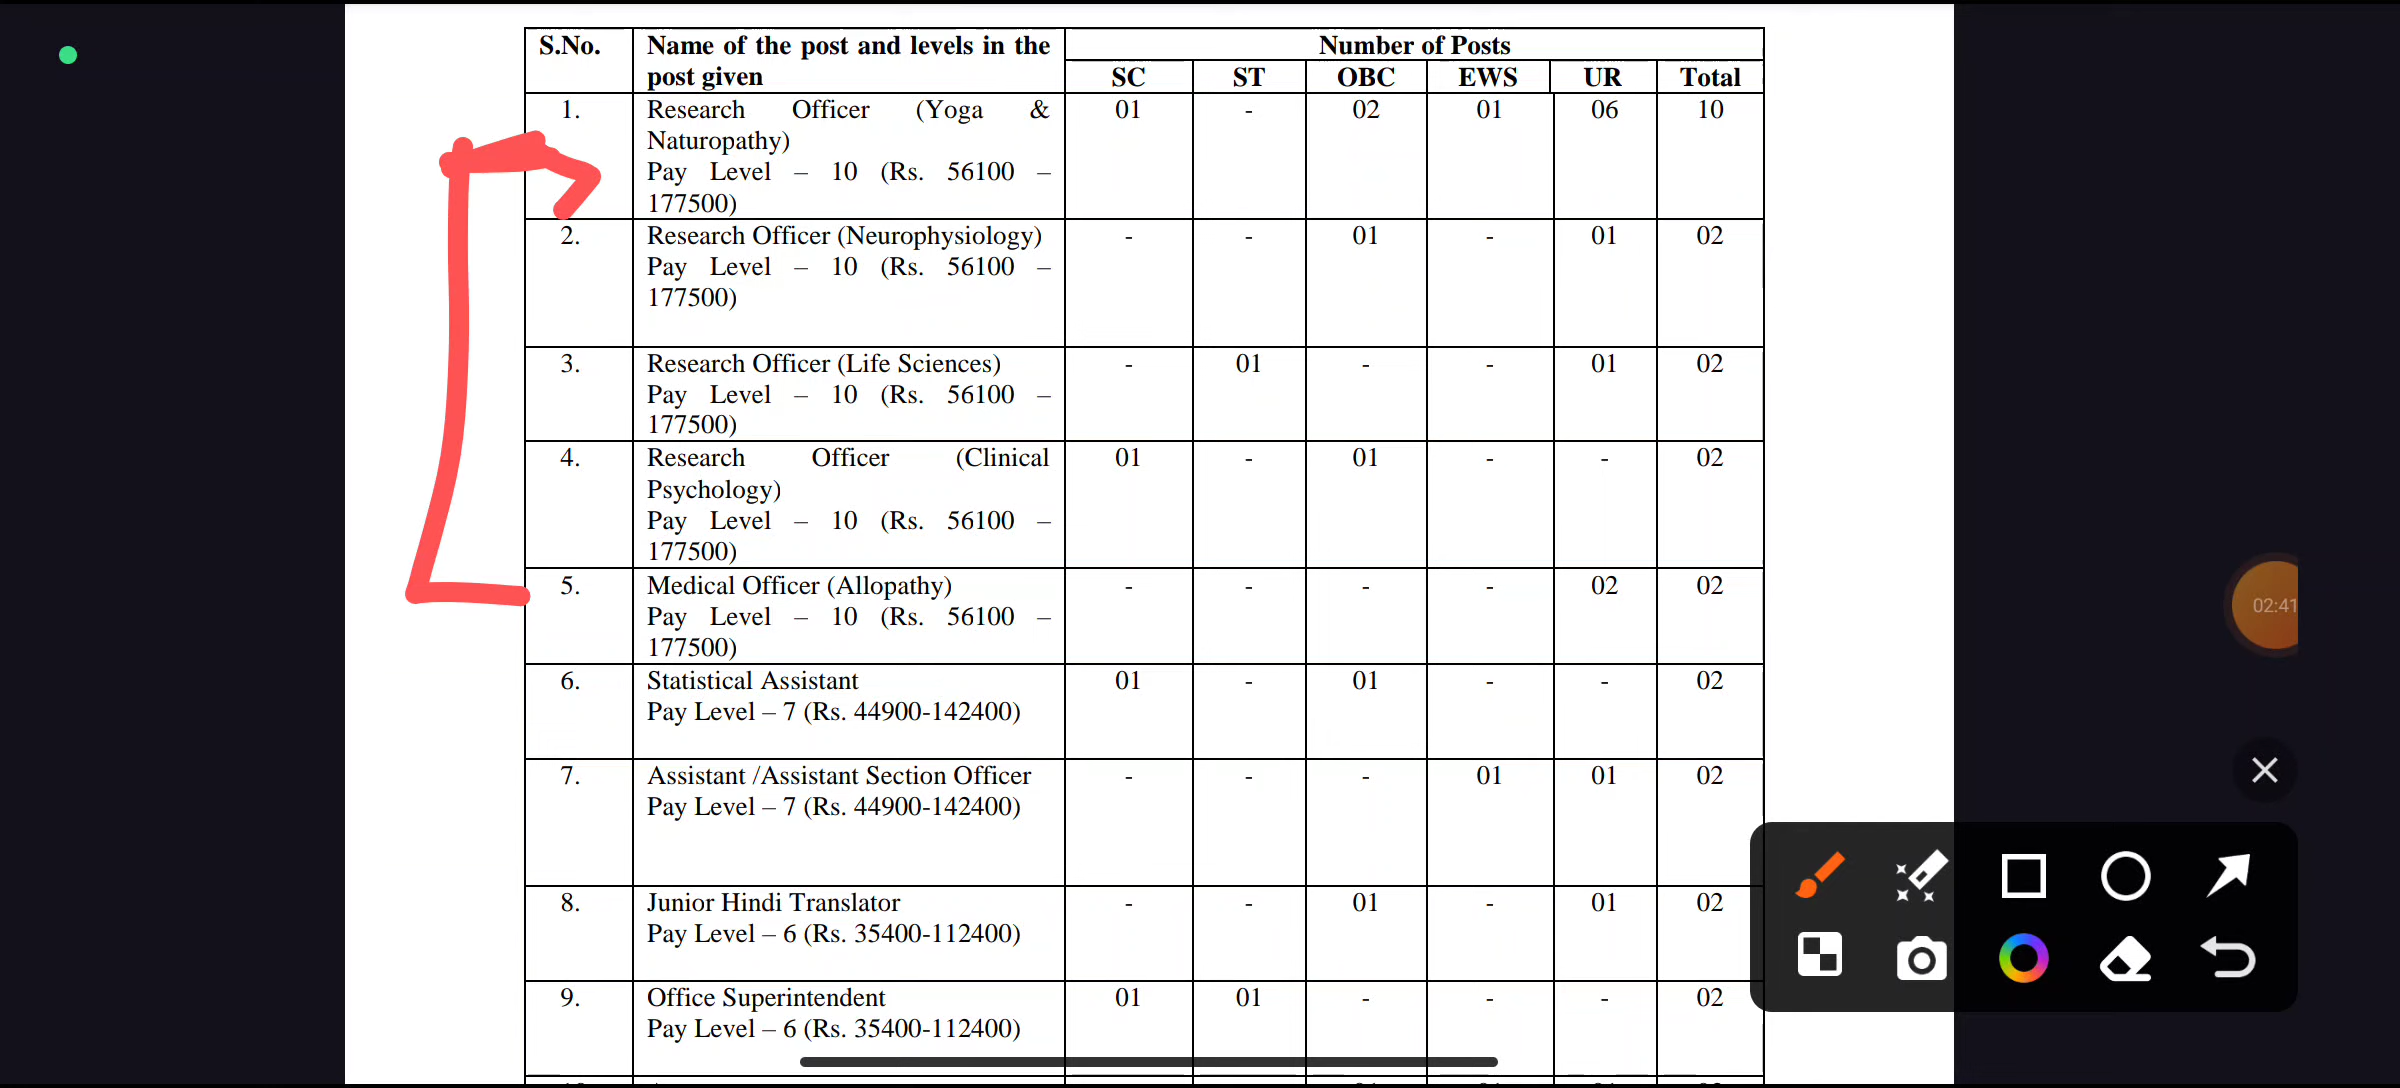 S.No. Name of the post and levels in the post given Number of Posts
SC ST OBC EWS UR Total
1. Research Officer (Yoga & 01 - 02 01 06 10
Naturopathy)
Pay Level – 10 (Rs. 56100 –
177500)
2. Research Officer (Neurophysiology) - - 01 - 01 02
Pay Level – 10 (Rs. 56100 –
177500)
3. Research Officer (Life Sciences) - 01 - - 01 02
Pay Level – 10 (Rs. 56100 –
177500)
4. Research Officer (Clinical 01 - 01 - - 02
Psychology)
Pay Level – 10 (Rs. 56100 –
177500)
5. Medical Officer (Allopathy) - - - - 02 02
Pay Level – 10 (Rs. 56100 –
177500)
6. Statistical Assistant 01 - 01 - - 02
Pay Level – 7 (Rs. 44900-142400)
7. Assistant /Assistant Section Officer - - - 01 01 02
Pay Level – 7 (Rs. 44900-142400)
8. Junior Hindi Translator - - 01 - 01 02
Pay Level – 6 (Rs. 35400-112400)
9. Office Superintendent 01 01 - - - 02
Pay Level – 6 (Rs. 35400-112400)
02:41